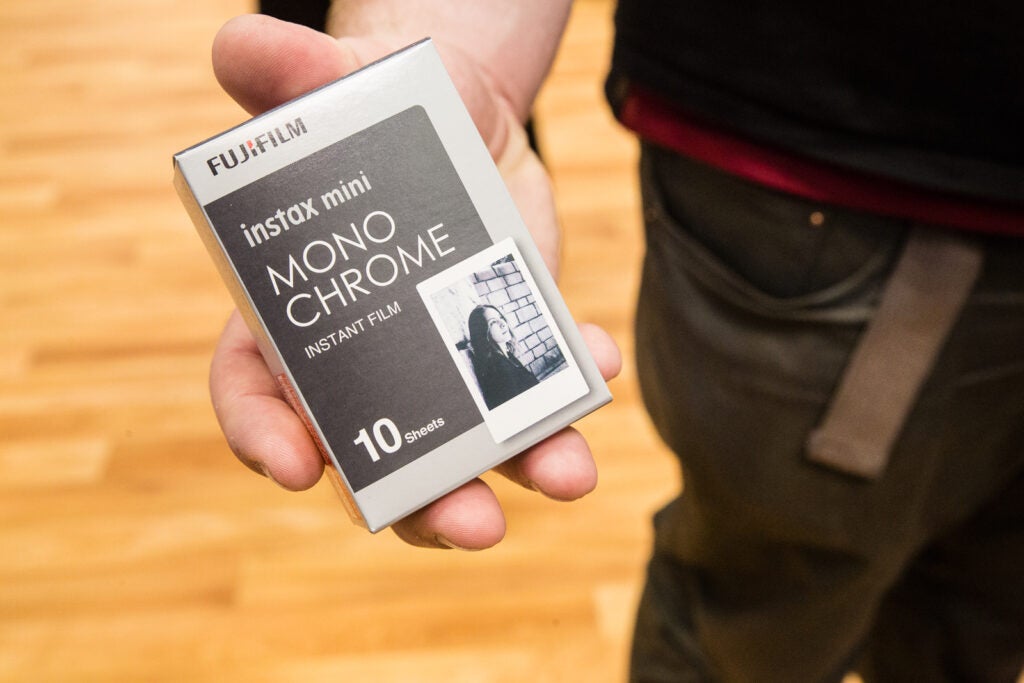 FUJIFILM
instax mini
MONO
CHROME
INSTANT FILM
10 Sheets